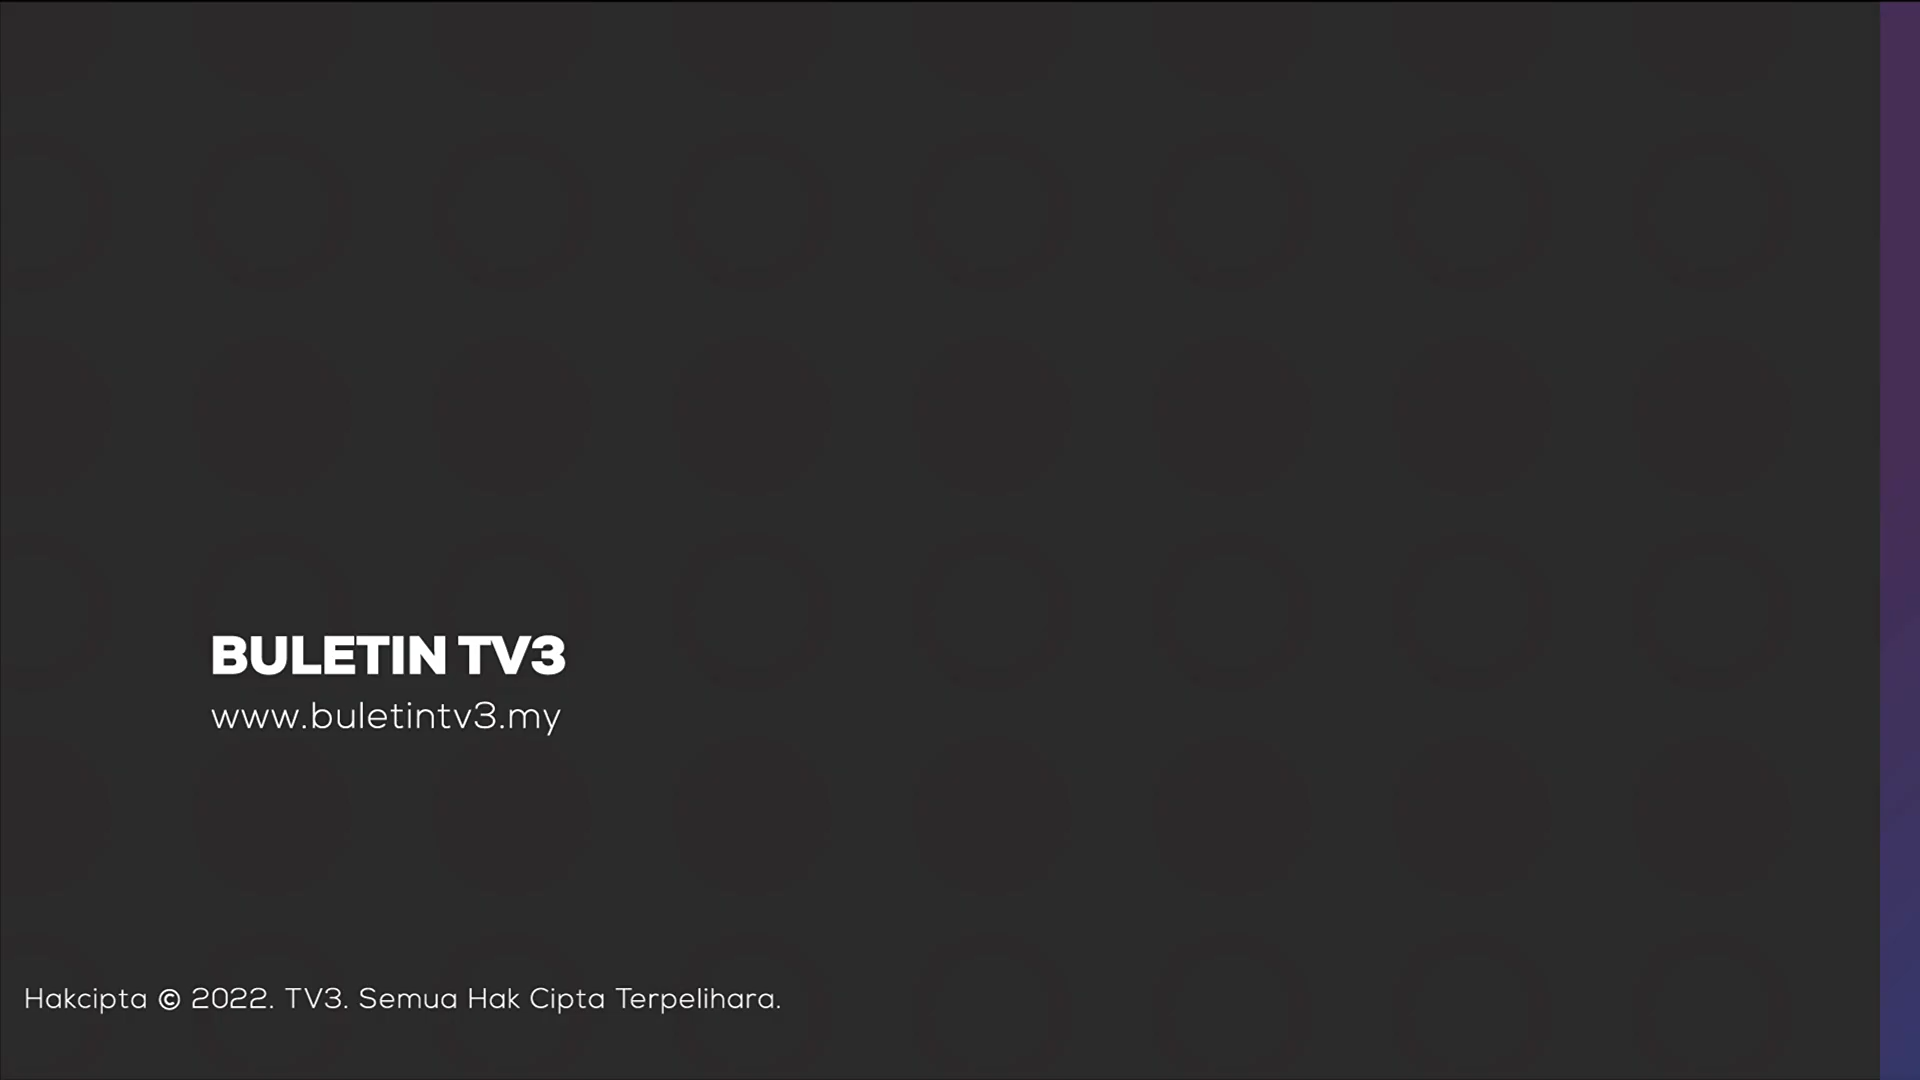 BULETIN TV3
www.buletintv3.my
Hakcipta © 2022. TV3. Semua Hak Cipta Terpelihara.